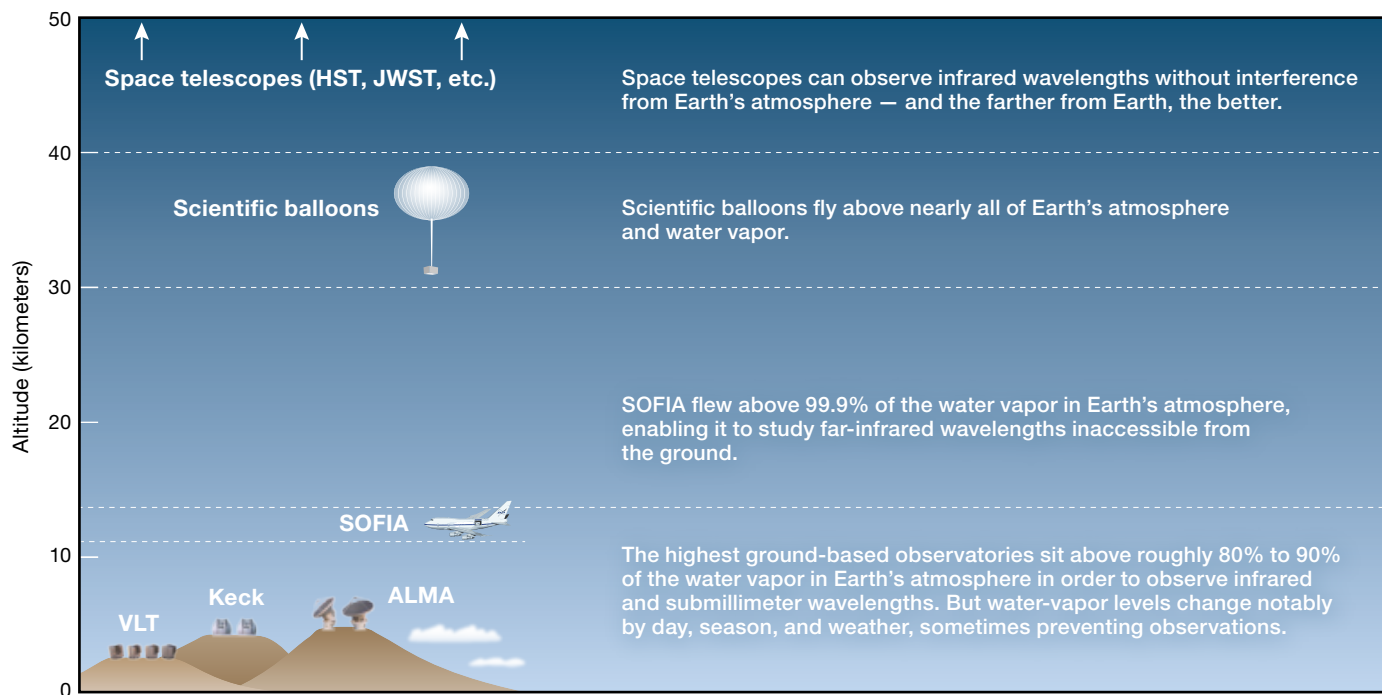 50
Space telescopes (HST, JWST, etc.)
Space telescopes can observe infrared wavelengths without interference
from Earth’s atmosphere — and the farther from Earth, the better.
40
Scientific balloons
Scientific balloons fly above nearly all of Earth’s atmosphere
and water vapor.
Altitude (kilometers)
30
SOFIA flew above 99.9% of the water vapor in Earth’s atmosphere,
enabling it to study far-infrared wavelengths inaccessible from
the ground.
20
SOFIA
10
The highest ground-based observatories sit above roughly 80% to 90%
of the water vapor in Earth’s atmosphere in order to observe infrared
and submillimeter wavelengths. But water-vapor levels change notably
by day, season, and weather, sometimes preventing observations.
VLT
Keck
ALMA
0